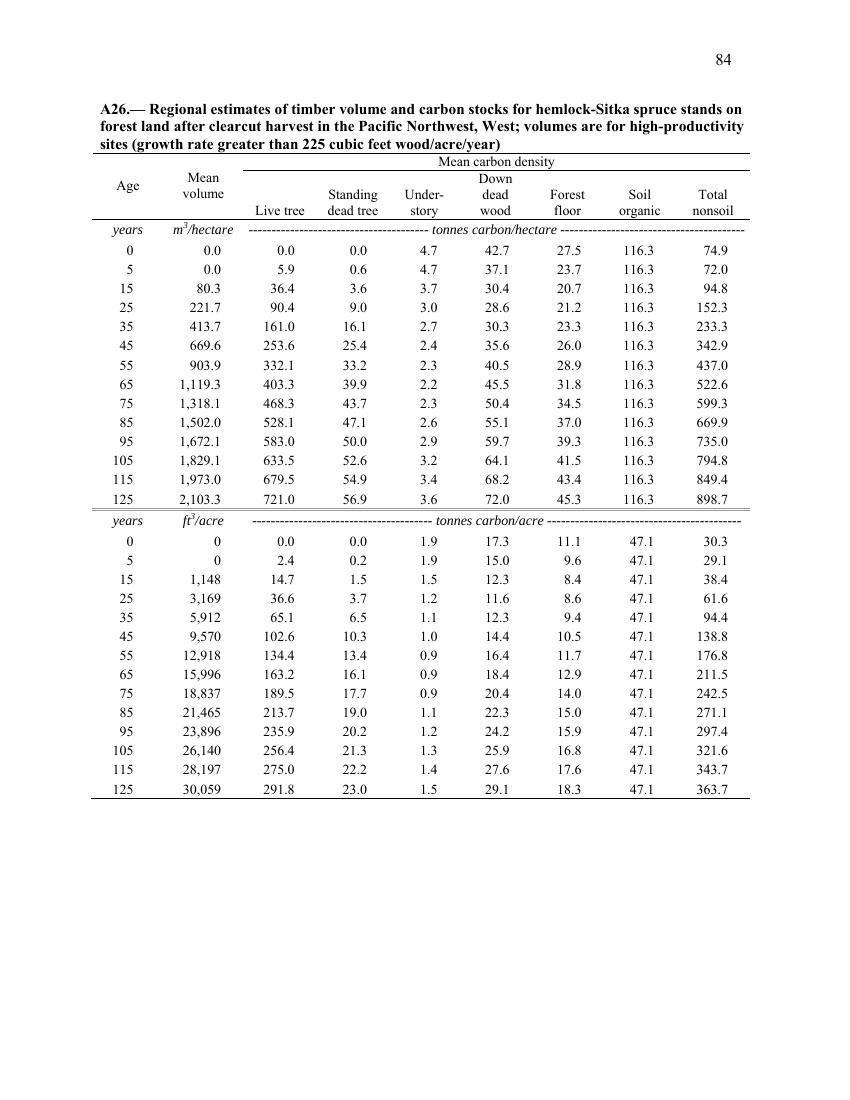 84
A26.— Regional estimates of timber volume and carbon stocks for hemlock-Sitka spruce stands on
forest land after clearcut harvest in the Pacific Northwest, West; volumes are for high-productivity
sites (growth rate greater than 225 cubic feet wood/acre/year)
Mean carbon density
Age Mean volume Live tree Standing dead tree Under-story Down dead wood Forest floor Soil organic Total nonsoil
years m³/hectare ---------------------------------------- tonnes carbon/hectare ----------------------------------------
0 0.0 0.0 0.0 4.7 42.7 27.5 116.3 74.9
5 0.0 5.9 0.6 4.7 37.1 23.7 116.3 72.0
15 80.3 36.4 3.6 3.7 30.4 20.7 116.3 94.8
25 221.7 90.4 9.0 3.0 28.6 21.2 116.3 152.3
35 413.7 161.0 16.1 2.7 30.3 23.3 116.3 233.3
45 669.6 253.6 25.4 2.4 35.6 26.0 116.3 342.9
55 903.9 332.1 33.2 2.3 40.5 28.9 116.3 437.0
65 1,119.3 403.3 39.9 2.2 45.5 31.8 116.3 522.6
75 1,318.1 468.3 43.7 2.3 50.4 34.5 116.3 599.3
85 1,502.0 528.1 47.1 2.6 55.1 37.0 116.3 669.9
95 1,672.1 583.0 50.0 2.9 59.7 39.3 116.3 735.0
105 1,829.1 633.5 52.6 3.2 64.1 41.5 116.3 794.8
115 1,973.0 679.5 54.9 3.4 68.2 43.4 116.3 849.4
125 2,103.3 721.0 56.9 3.6 72.0 45.3 116.3 898.7
years ft³/acre ---------------------------------------- tonnes carbon/acre ----------------------------------------
0 0 0.0 0.0 1.9 17.3 11.1 47.1 30.3
5 0 2.4 0.2 1.9 15.0 9.6 47.1 29.1
15 1,148 14.7 1.5 1.5 12.3 8.4 47.1 38.4
25 3,169 36.6 3.7 1.2 11.6 8.6 47.1 61.6
35 5,912 65.1 6.5 1.1 12.3 9.4 47.1 94.4
45 9,570 102.6 10.3 1.0 14.4 10.5 47.1 138.8
55 12,918 134.4 13.4 0.9 16.4 11.7 47.1 176.8
65 15,996 163.2 16.1 0.9 18.4 12.9 47.1 211.5
75 18,837 189.5 17.7 0.9 20.4 14.0 47.1 242.5
85 21,465 213.7 19.0 1.1 22.3 15.0 47.1 271.1
95 23,896 235.9 20.2 1.2 24.2 15.9 47.1 297.4
105 26,140 256.4 21.3 1.3 25.9 16.8 47.1 321.6
115 28,197 275.0 22.2 1.4 27.6 17.6 47.1 343.7
125 30,059 291.8 23.0 1.5 29.1 18.3 47.1 363.7